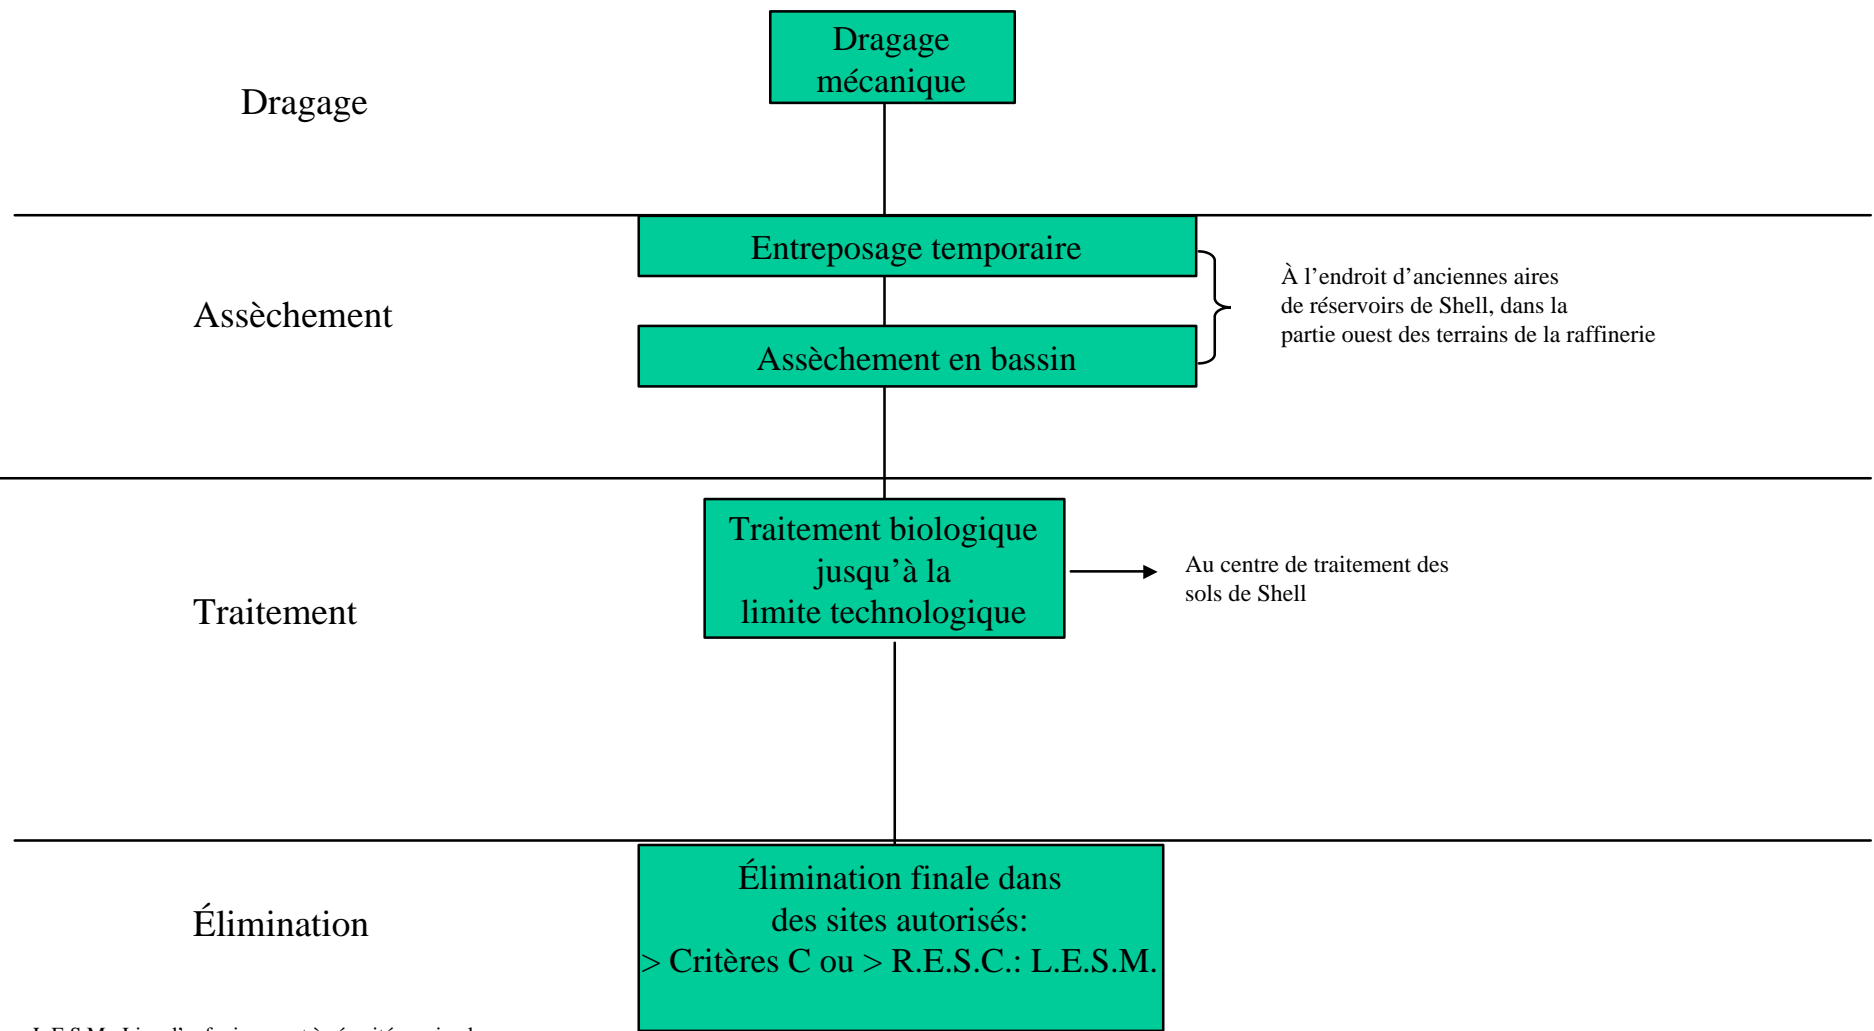 Dragage
mécanique
Dragage
Entreposage temporaire
À l’endroit d’anciennes aires
de réservoirs de Shell, dans la
partie ouest des terrains de la raffinerie
Assèchement
Assèchement en bassin
Traitement biologique
jusqu’à la
limite technologique
Au centre de traitement des
sols de Shell
Traitement
Élimination finale dans
des sites autorisés:
> Critères C ou > R.E.S.C.: L.E.S.M.
Élimination